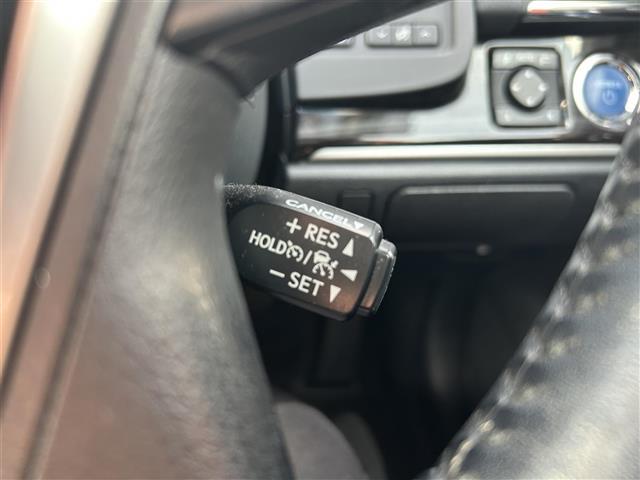 CANCEL▼
+ RES ▲
HOLD / ◀
− SET ▼